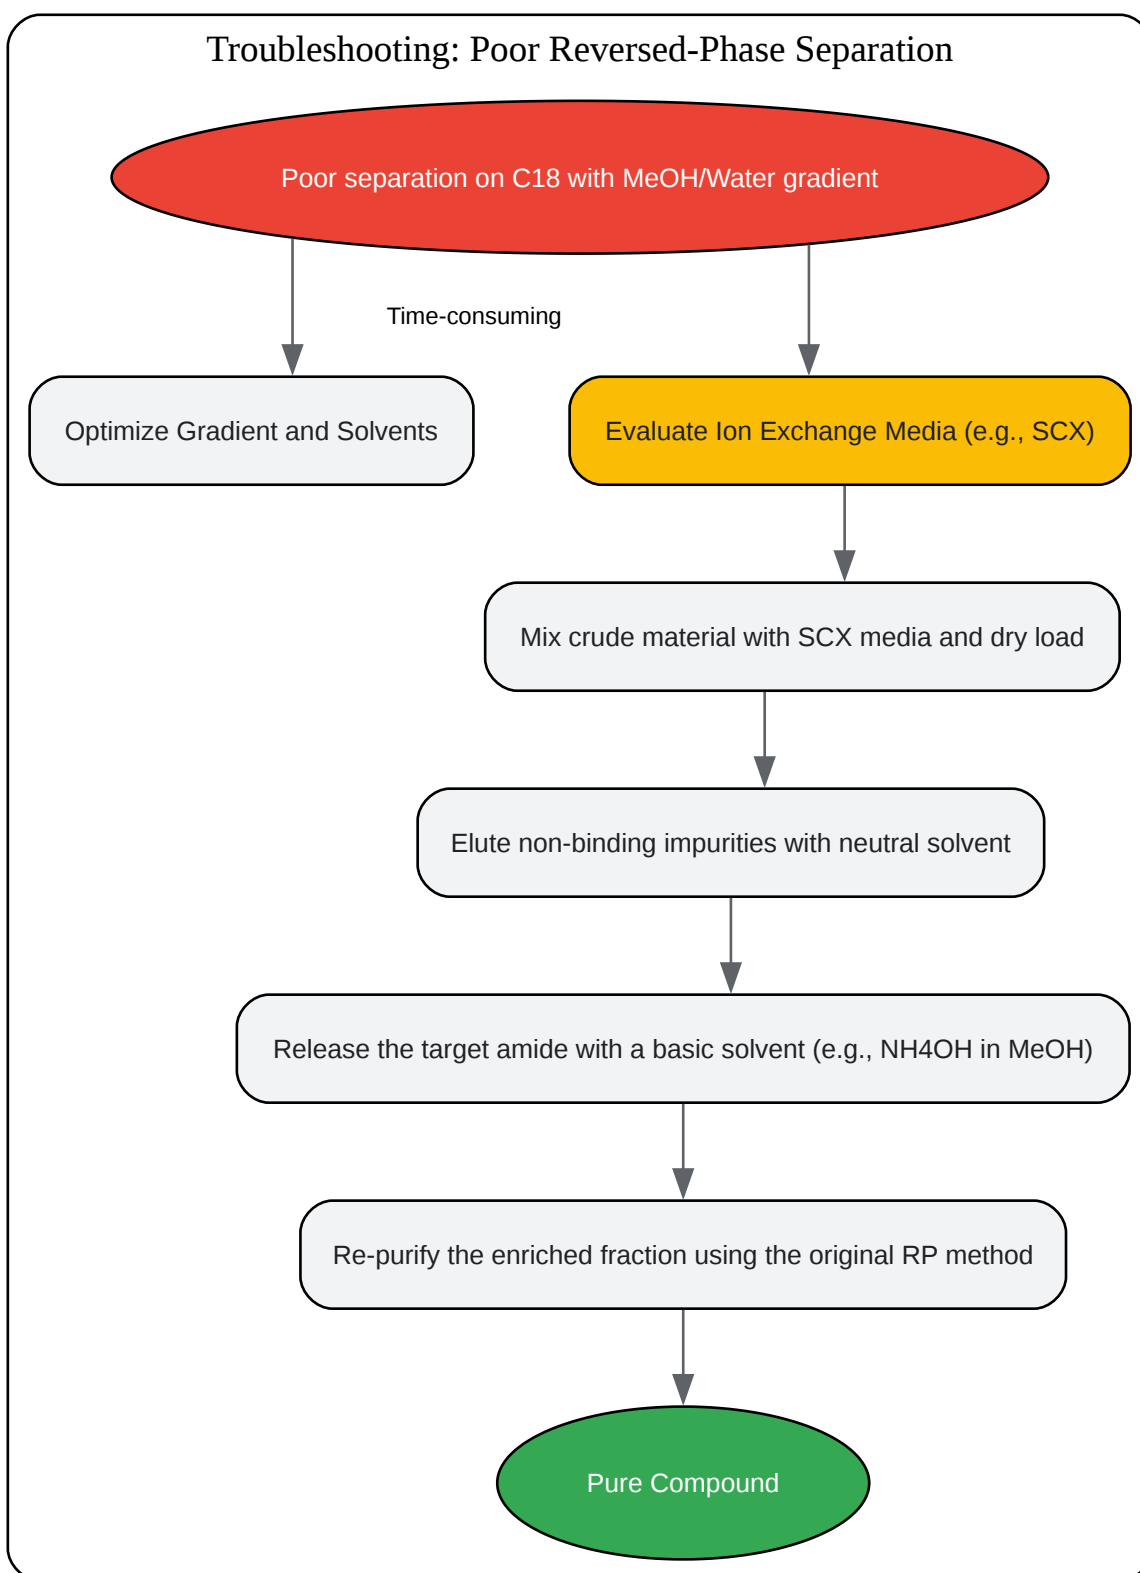 Troubleshooting: Poor Reversed-Phase Separation
Poor separation on C18 with MeOH/Water gradient
Time-consuming
Optimize Gradient and Solvents
Evaluate Ion Exchange Media (e.g., SCX)
Mix crude material with SCX media and dry load
Elute non-binding impurities with neutral solvent
Release the target amide with a basic solvent (e.g., NH4OH in MeOH)
Re-purify the enriched fraction using the original RP method
Pure Compound